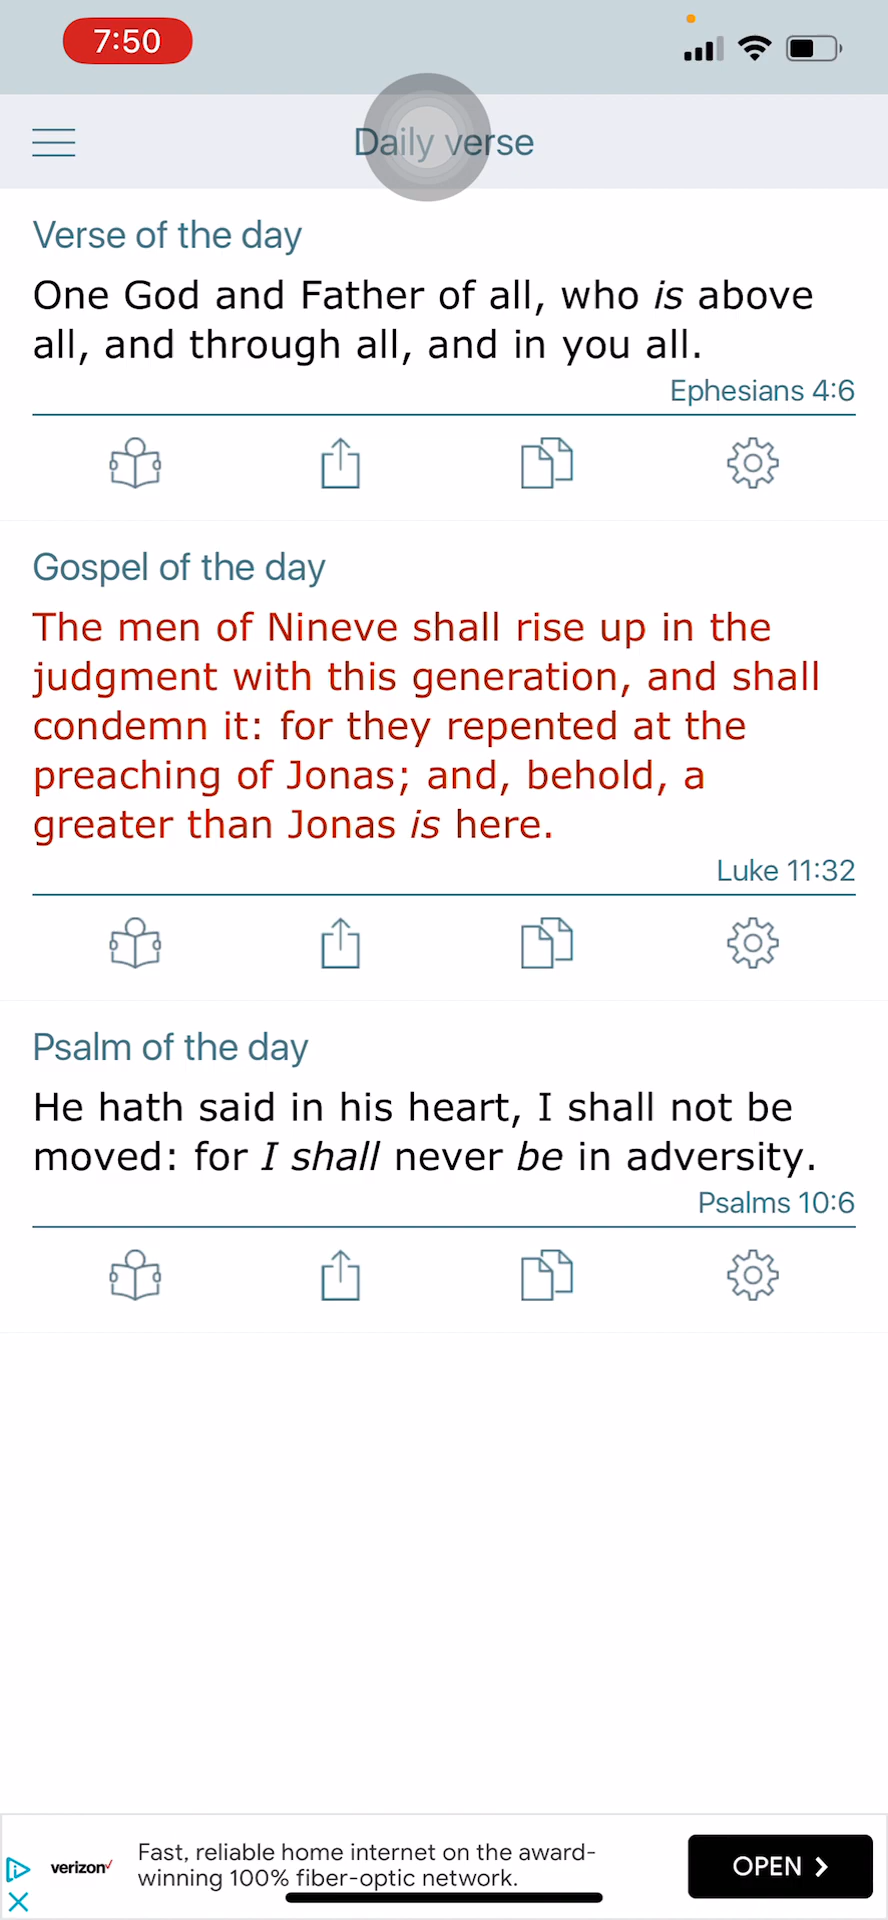 7:50
Daily verse
Verse of the day
One God and Father of all, who is above
all, and through all, and in you all.
Ephesians 4:6
Gospel of the day
The men of Nineve shall rise up in the
judgment with this generation, and shall
condemn it: for they repented at the
preaching of Jonas; and, behold, a
greater than Jonas is here.
Luke 11:32
Psalm of the day
He hath said in his heart, I shall not be
moved: for I shall never be in adversity.
Psalms 10:6
verizon
Fast, reliable home internet on the award-
winning 100% fiber-optic network.
OPEN